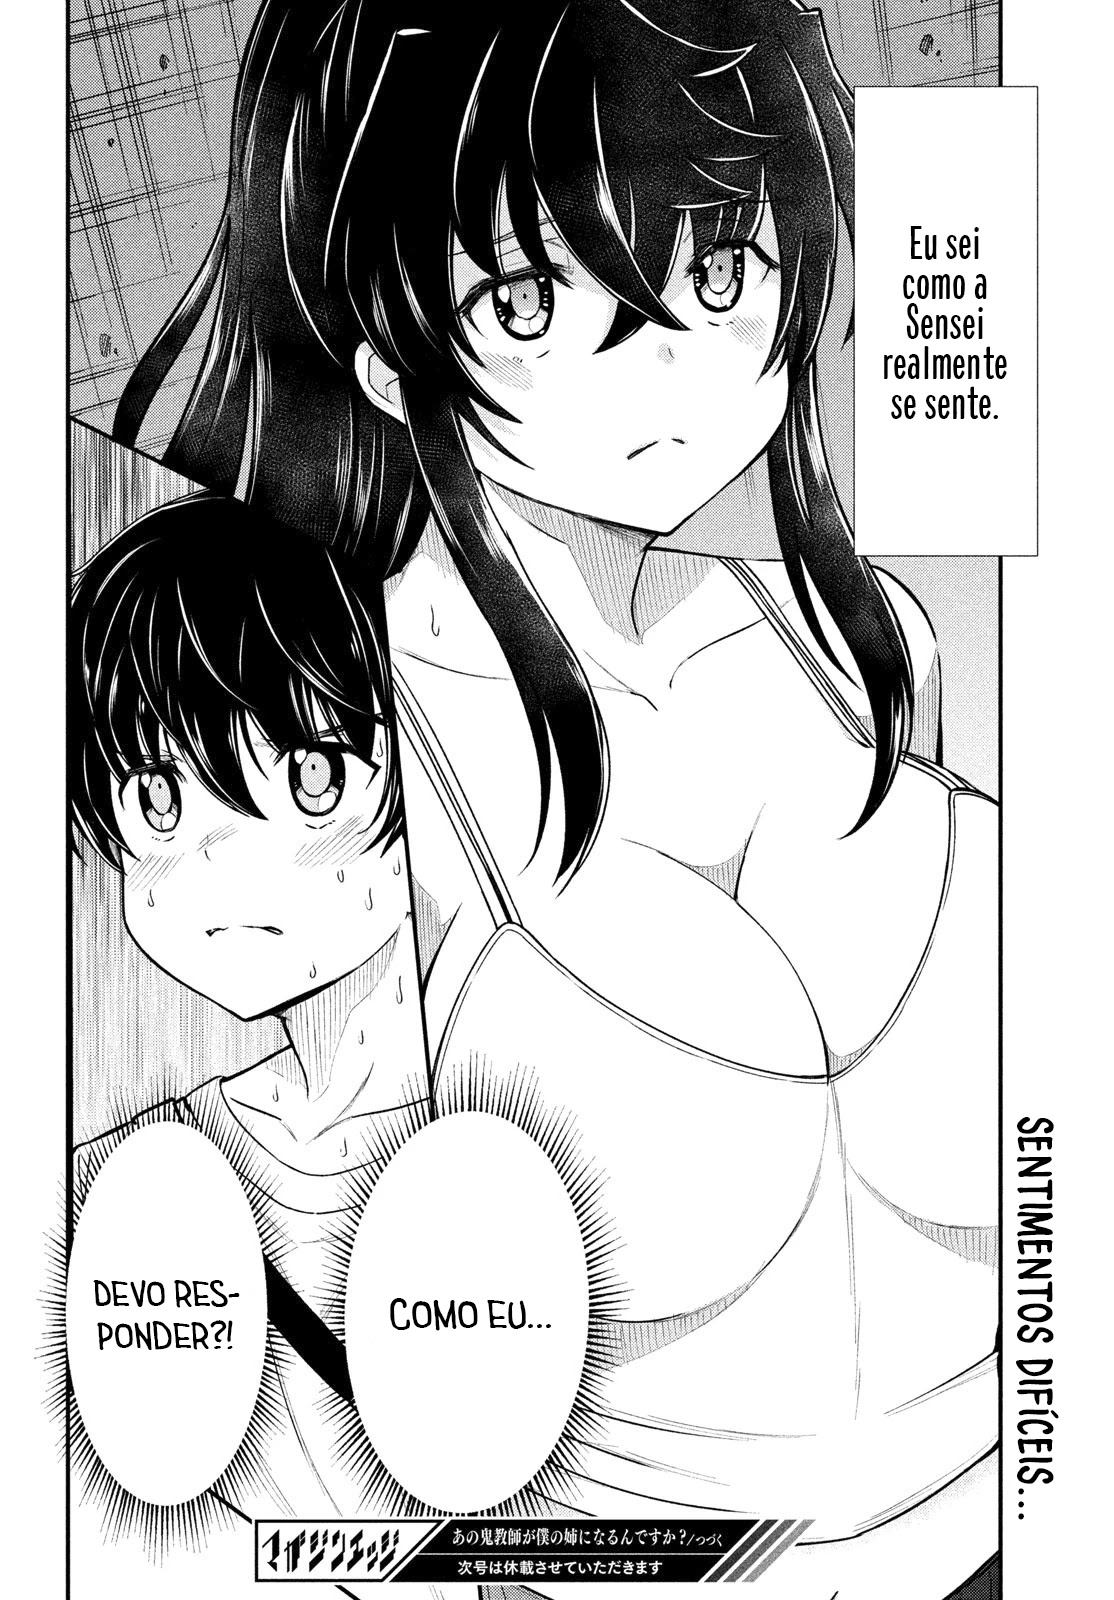 Eu sei
como a
Sensei
realmente
se sente.
COMO EU...
DEVO RES-
PONDER?!
SENTIMENTOS DIFÍCEIS...
マガジンエッジ
あの鬼教師が僕の姉になるんですか?/つづく
次号は休載させていただきます